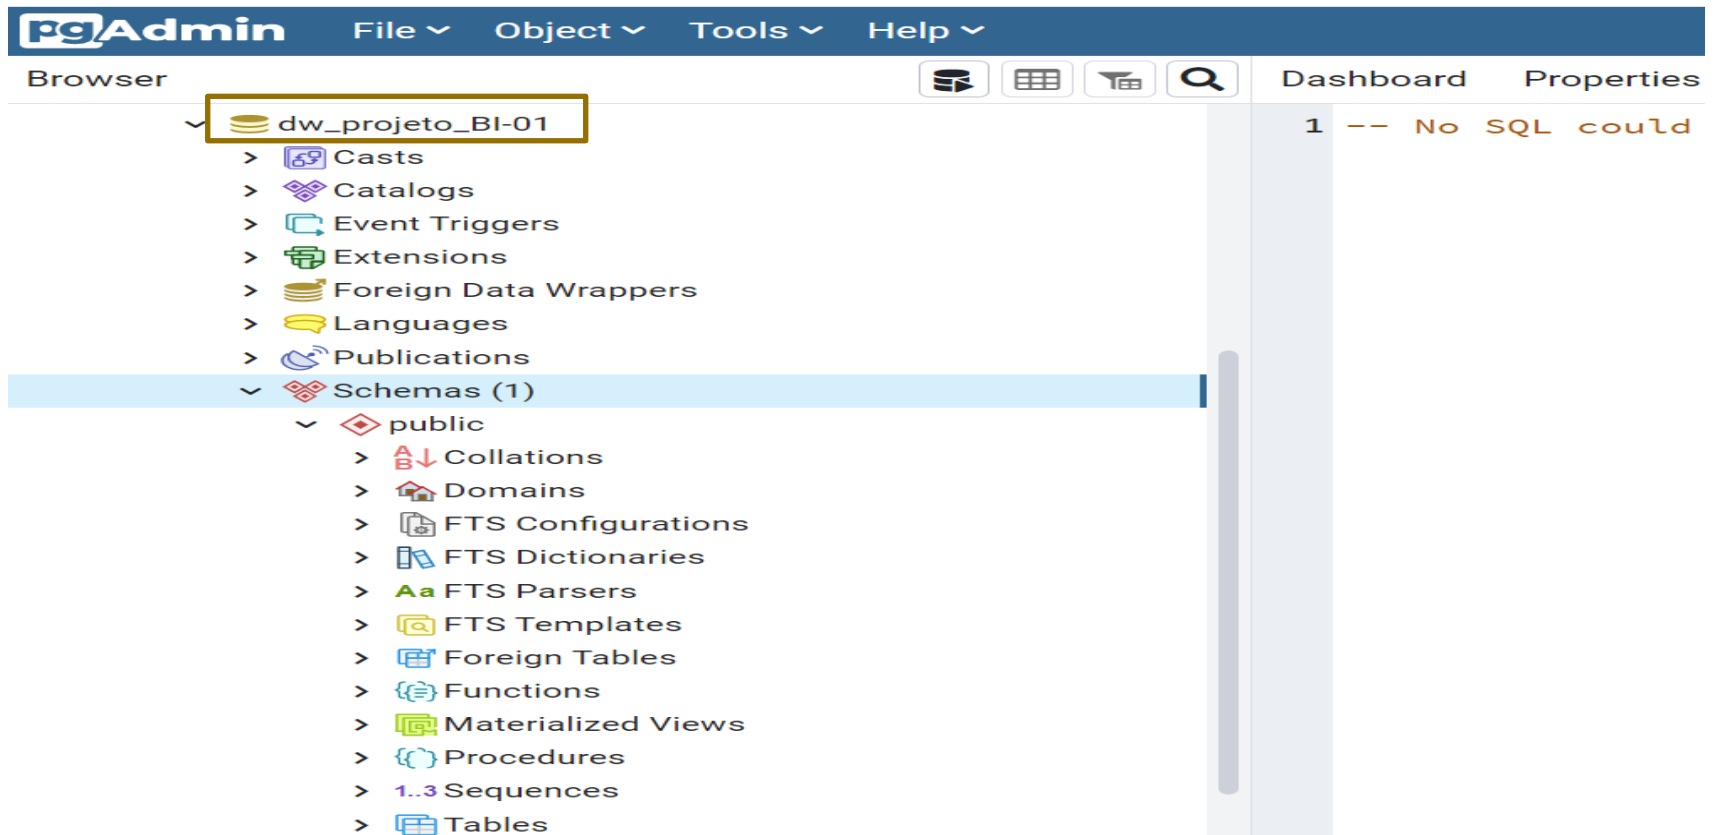 pgAdmin File Object Tools Help
Browser Dashboard Properties
dw_projeto_BI-01
1 -- No SQL could
Casts
Catalogs
Event Triggers
Extensions
Foreign Data Wrappers
Languages
Publications
Schemas (1)
public
Collations
Domains
FTS Configurations
FTS Dictionaries
Aa FTS Parsers
FTS Templates
Foreign Tables
Functions
Materialized Views
Procedures
1..3 Sequences
Tables